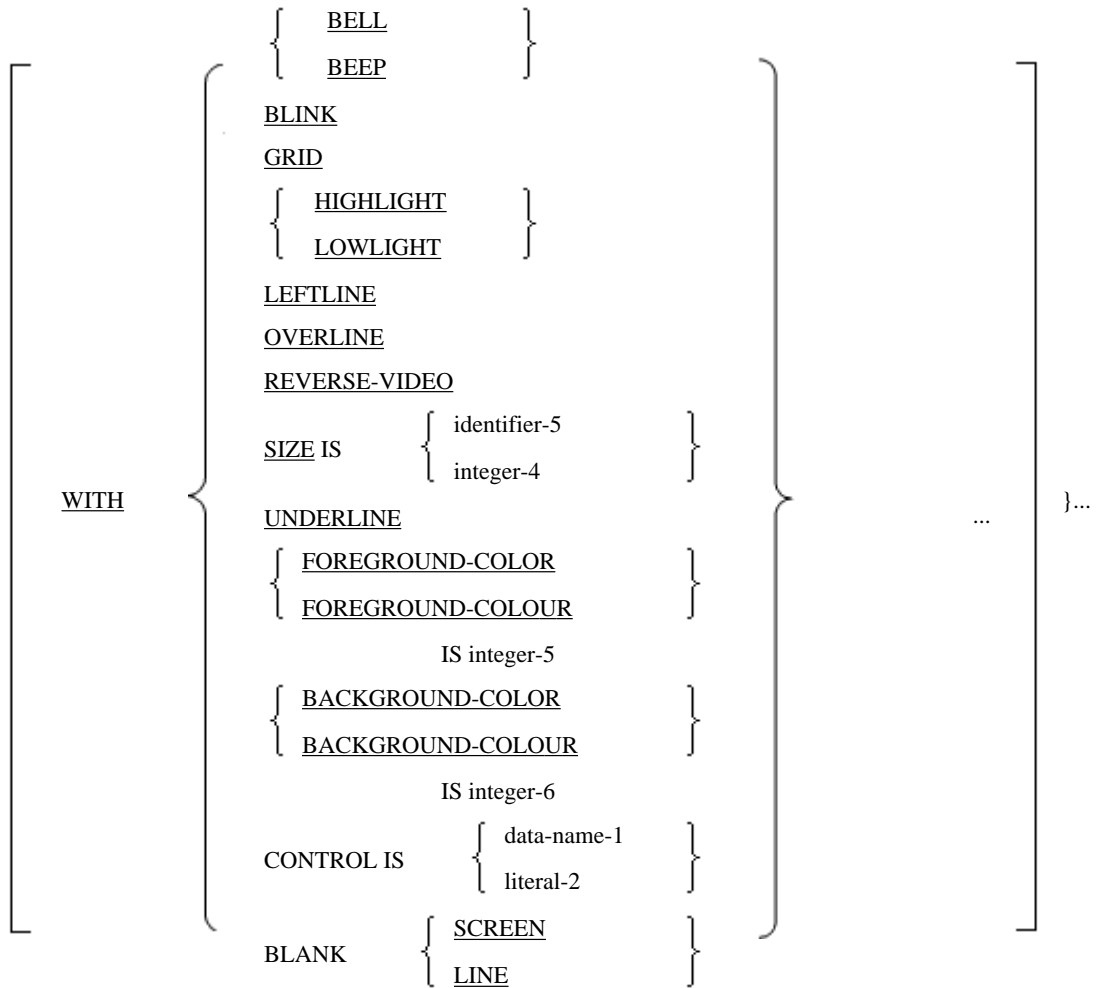 BELL
BEEP
BLINK
GRID
HIGHLIGHT
LOWLIGHT
LEFTLINE
OVERLINE
REVERSE-VIDEO
SIZE IS
identifier-5
integer-4
WITH
UNDERLINE
...
}...
FOREGROUND-COLOR
FOREGROUND-COLOUR
IS integer-5
BACKGROUND-COLOR
BACKGROUND-COLOUR
IS integer-6
CONTROL IS
data-name-1
literal-2
BLANK
SCREEN
LINE